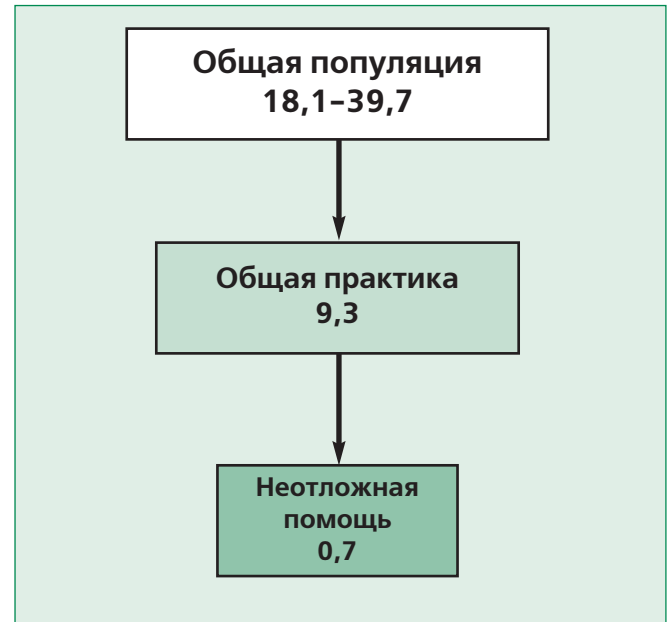 Общая популяция
18,1–39,7
Общая практика
9,3
Неотложная
помощь
0,7